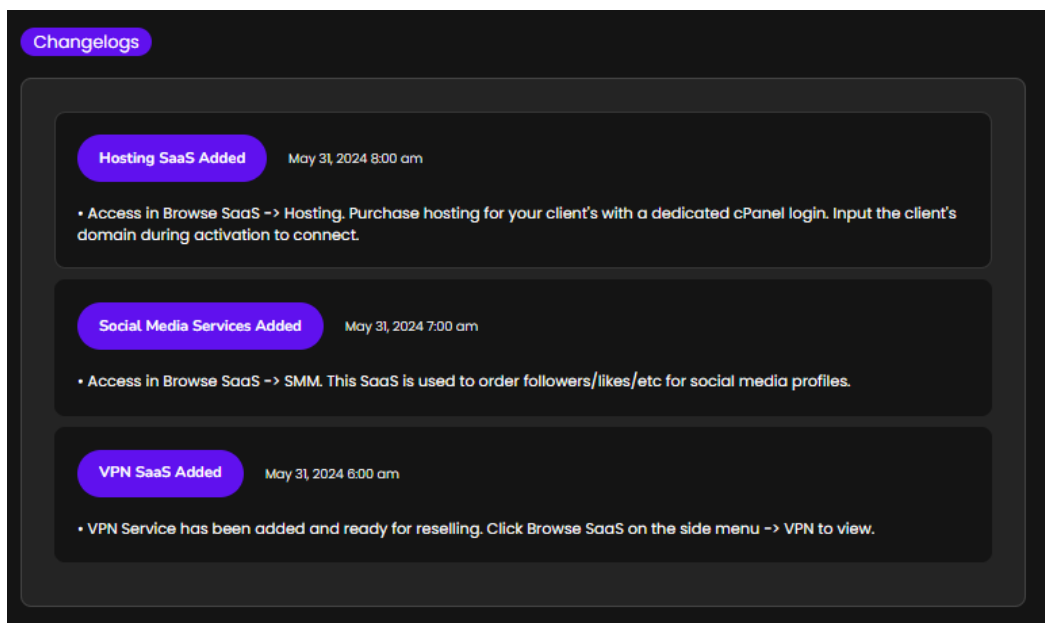 Changelogs
Hosting SaaS Added
May 31, 2024 8:00 am
• Access in Browse SaaS -> Hosting. Purchase hosting for your client's with a dedicated cPanel login. Input the client's
domain during activation to connect.
Social Media Services Added
May 31, 2024 7:00 am
• Access in Browse SaaS -> SMM. This SaaS is used to order followers/likes/etc for social media profiles.
VPN SaaS Added
May 31, 2024 6:00 am
• VPN Service has been added and ready for reselling. Click Browse SaaS on the side menu -> VPN to view.